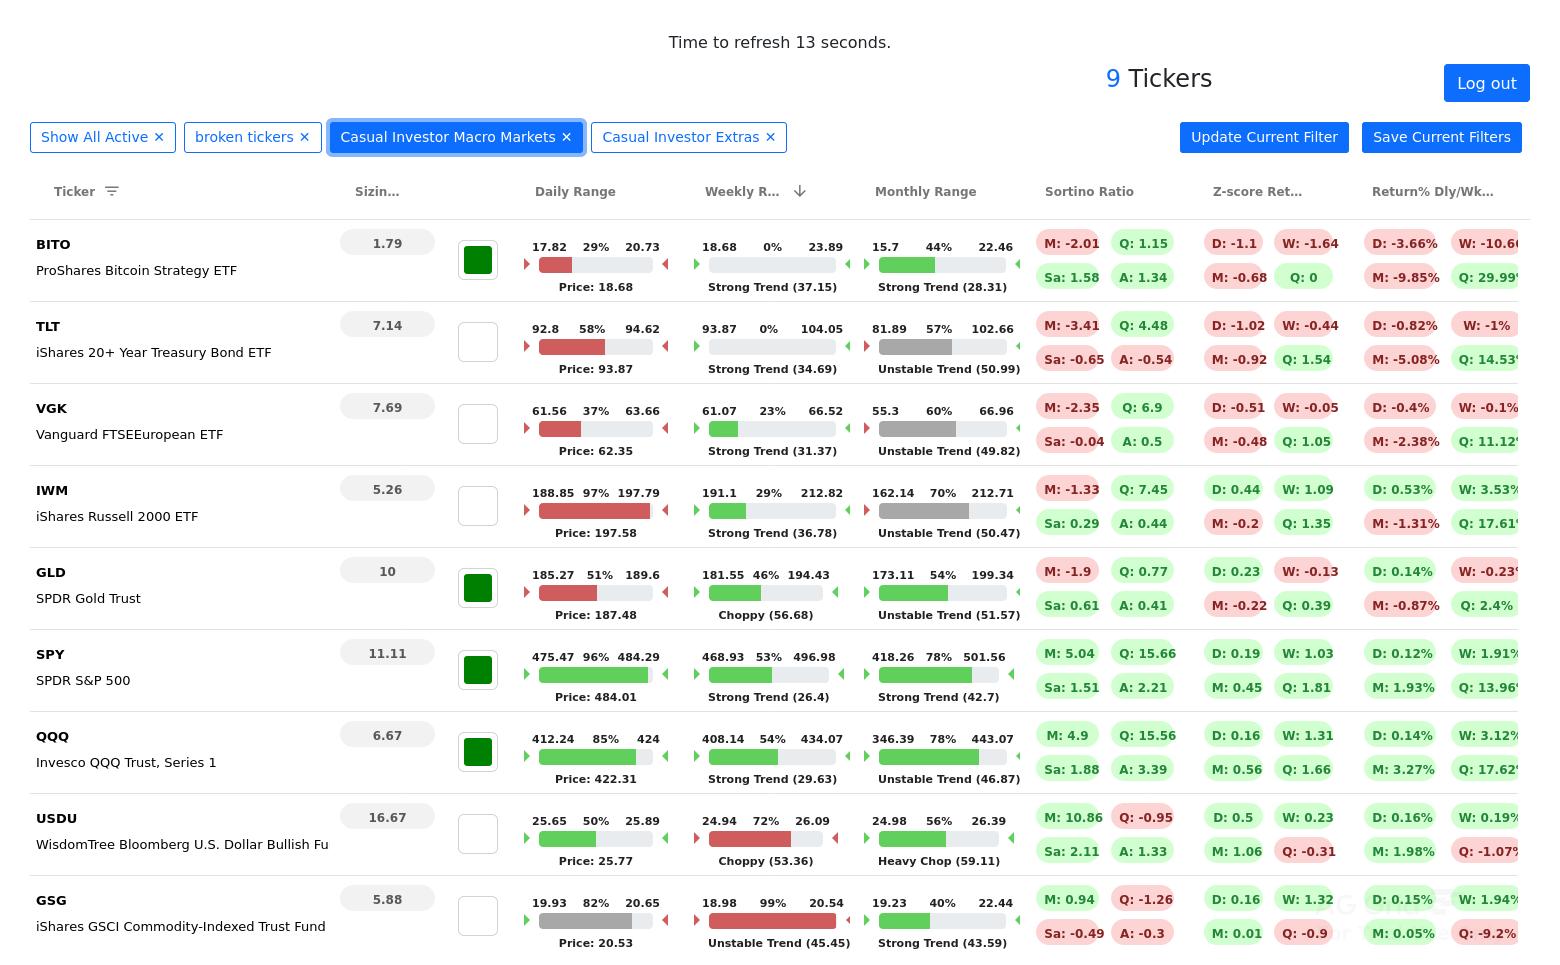 Time to refresh 13 seconds.
9 Tickers
Log out
Show All Active ✕ broken tickers ✕ Casual Investor Macro Markets ✕ Casual Investor Extras ✕ Update Current Filter Save Current Filters
Ticker Sizin... Daily Range Weekly R... Monthly Range Sortino Ratio Z-score Ret... Return% Dly/Wk...
BITO 1.79 17.82 29% 20.73 18.68 0% 23.89 15.7 44% 22.46 M: -2.01 Q: 1.15 D: -1.1 W: -1.64 D: -3.66% W: -10.66
ProShares Bitcoin Strategy ETF Price: 18.68 Strong Trend (37.15) Strong Trend (28.31) Sa: 1.58 A: 1.34 M: -0.68 Q: 0 M: -9.85% Q: 29.99%
TLT 7.14 92.8 58% 94.62 93.87 0% 104.05 81.89 57% 102.66 M: -3.41 Q: 4.48 D: -1.02 W: -0.44 D: -0.82% W: -1%
iShares 20+ Year Treasury Bond ETF Price: 93.87 Strong Trend (34.69) Unstable Trend (50.99) Sa: -0.65 A: -0.54 M: -0.92 Q: 1.54 M: -5.08% Q: 14.53%
VGK 7.69 61.56 37% 63.66 61.07 23% 66.52 55.3 60% 66.96 M: -2.35 Q: 6.9 D: -0.51 W: -0.05 D: -0.4% W: -0.1%
Vanguard FTSEEuropean ETF Price: 62.35 Strong Trend (31.37) Unstable Trend (49.82) Sa: -0.04 A: 0.5 M: -0.48 Q: 1.05 M: -2.38% Q: 11.12%
IWM 5.26 188.85 97% 197.79 191.1 29% 212.82 162.14 70% 212.71 M: -1.33 Q: 7.45 D: 0.44 W: 1.09 D: 0.53% W: 3.53%
iShares Russell 2000 ETF Price: 197.58 Strong Trend (36.78) Unstable Trend (50.47) Sa: 0.29 A: 0.44 M: -0.2 Q: 1.35 M: -1.31% Q: 17.61%
GLD 10 185.27 51% 189.6 181.55 46% 194.43 173.11 54% 199.34 M: -1.9 Q: 0.77 D: 0.23 W: -0.13 D: 0.14% W: -0.23%
SPDR Gold Trust Price: 187.48 Choppy (56.68) Unstable Trend (51.57) Sa: 0.61 A: 0.41 M: -0.22 Q: 0.39 M: -0.87% Q: 2.4%
SPY 11.11 475.47 96% 484.29 468.93 53% 496.98 418.26 78% 501.56 M: 5.04 Q: 15.66 D: 0.19 W: 1.03 D: 0.12% W: 1.91%
SPDR S&P 500 Price: 484.01 Strong Trend (26.4) Strong Trend (42.7) Sa: 1.51 A: 2.21 M: 0.45 Q: 1.81 M: 1.93% Q: 13.96%
QQQ 6.67 412.24 85% 424 408.14 54% 434.07 346.39 78% 443.07 M: 4.9 Q: 15.56 D: 0.16 W: 1.31 D: 0.14% W: 3.12%
Invesco QQQ Trust, Series 1 Price: 422.31 Strong Trend (29.63) Unstable Trend (46.87) Sa: 1.88 A: 3.39 M: 0.56 Q: 1.66 M: 3.27% Q: 17.62%
USDU 16.67 25.65 50% 25.89 24.94 72% 26.09 24.98 56% 26.39 M: 10.86 Q: -0.95 D: 0.5 W: 0.23 D: 0.16% W: 0.19%
WisdomTree Bloomberg U.S. Dollar Bullish Fu Price: 25.77 Choppy (53.36) Heavy Chop (59.11) Sa: 2.11 A: 1.33 M: 1.06 Q: -0.31 M: 1.98% Q: -1.07%
GSG 5.88 19.93 82% 20.65 18.98 99% 20.54 19.23 40% 22.44 M: 0.94 Q: -1.26 D: 0.16 W: 1.32 D: 0.15% W: 1.94%
iShares GSCI Commodity-Indexed Trust Fund Price: 20.53 Unstable Trend (45.45) Strong Trend (43.59) Sa: -0.49 A: -0.3 M: 0.01 Q: -0.9 M: 0.05% Q: -9.2%